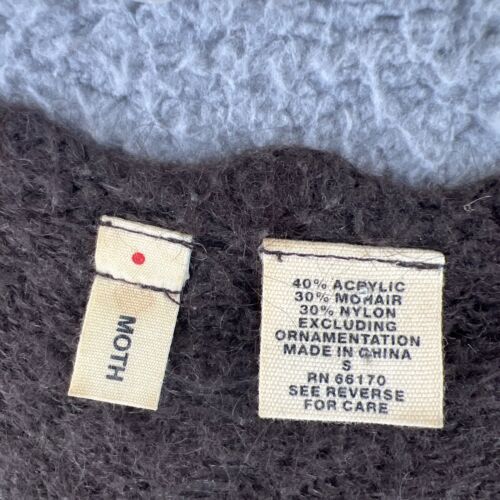 MOTH
40% ACRYLIC
30% MOHAIR
30% NYLON
EXCLUDING
ORNAMENTATION
MADE IN CHINA
S
RN 66170
SEE REVERSE
FOR CARE